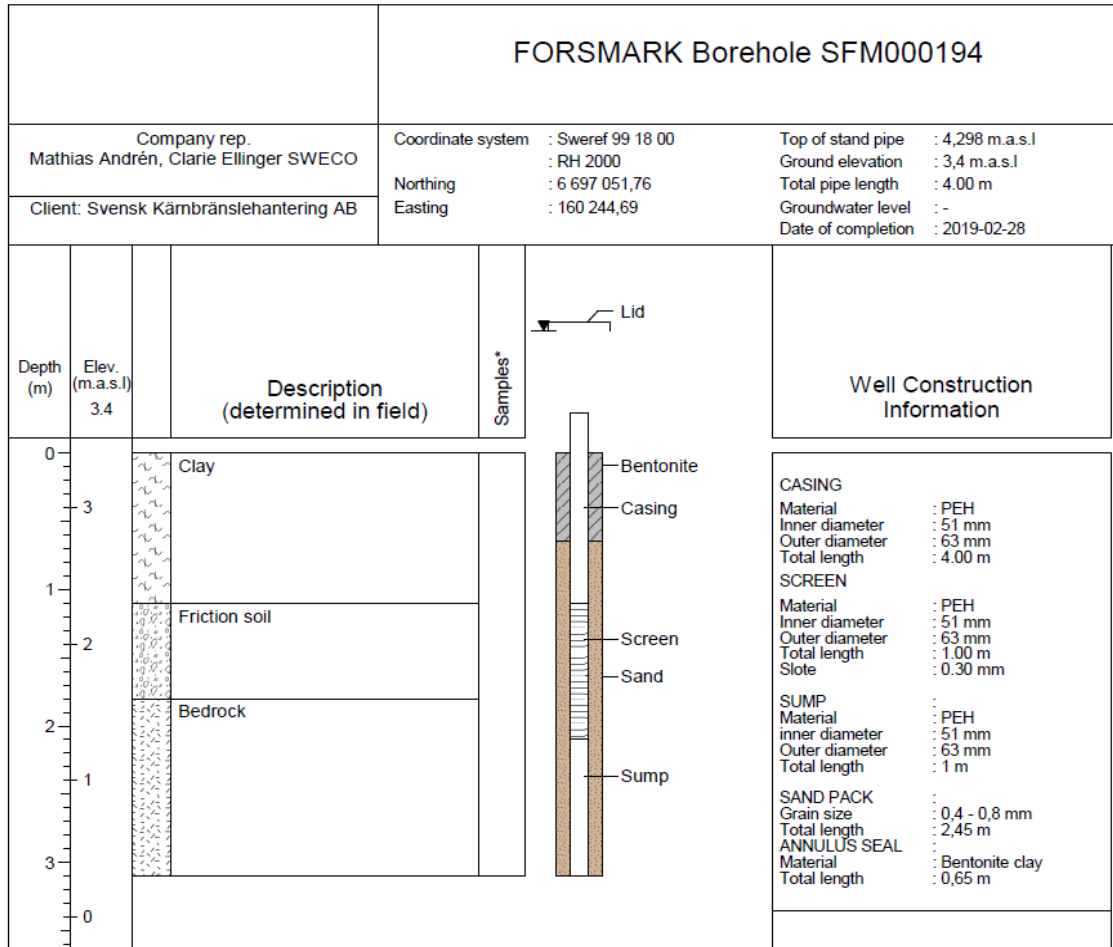 FORSMARK Borehole SFM000194
Company rep.
Mathias Andrén, Clarie Ellinger SWECO
Client: Svensk Kärnbränslehantering AB
Coordinate system : Sweref 99 18 00
: RH 2000
Northing : 6 697 051,76
Easting : 160 244,69
Top of stand pipe : 4,298 m.a.s.l
Ground elevation : 3,4 m.a.s.l
Total pipe length : 4.00 m
Groundwater level : -
Date of completion : 2019-02-28
Depth
(m)
Elev.
(m.a.s.l)
3.4
Description
(determined in field)
Samples*
Lid
Well Construction
Information
0
1
2
3
3
2
1
0
Clay
Friction soil
Bedrock
Bentonite
Casing
Screen
Sand
Sump
CASING
Material : PEH
Inner diameter : 51 mm
Outer diameter : 63 mm
Total length : 4.00 m
SCREEN
Material : PEH
Inner diameter : 51 mm
Outer diameter : 63 mm
Total length : 1.00 m
Slote : 0.30 mm
SUMP :
Material : PEH
inner diameter : 51 mm
Outer diameter : 63 mm
Total length : 1 m
SAND PACK :
Grain size : 0,4 - 0,8 mm
Total length : 2,45 m
ANNULUS SEAL :
Material : Bentonite clay
Total length : 0,65 m